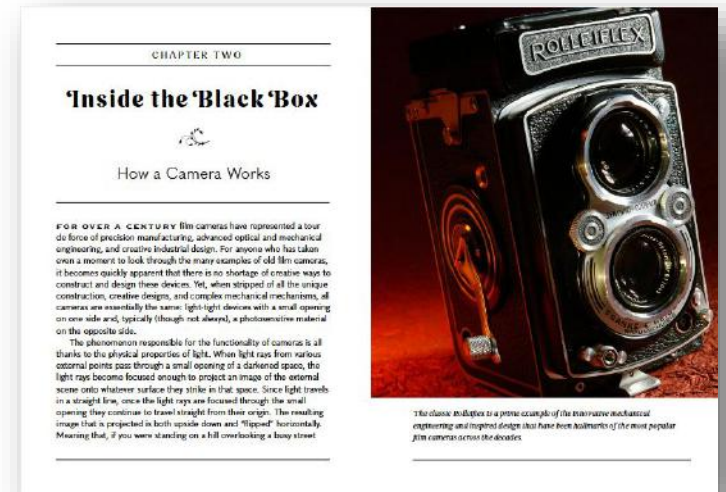 CHAPTER TWO
Inside the Black Box
How a Camera Works
FOR OVER A CENTURY film cameras have represented a tour
de force of precision manufacturing, advanced optical and mechanical
engineering, and creative industrial design. For anyone who has taken
even a moment to look through the many examples of old film cameras,
it becomes quickly apparent that there is no shortage of creative ways to
construct and design these devices. Yet, when stripped of all the unique
construction, creative designs, and complex mechanical mechanisms, all
cameras are essentially the same: light-tight devices with a small opening
on one side and, typically (though not always), a photosensitive material
on the opposite side.
The phenomenon responsible for the functionality of cameras is all
thanks to the physical properties of light. When light rays from various
external points pass through a small opening of a darkened space, the
light rays become focused enough to project an image of the external
scene onto whatever surface they strike in that space. Since light travels
in a straight line, once the light rays are focused through the small
opening they continue to travel straight from their origin. The resulting
image that is projected is both upside down and "flipped" horizontally.
Meaning that, if you were standing on a hill overlooking a busy street
ROLLEIFLEX
The classic Rolleiflex is a prime example of the innovative mechanical
engineering and inspired design that have been hallmarks of the most popular
film cameras across the decades.